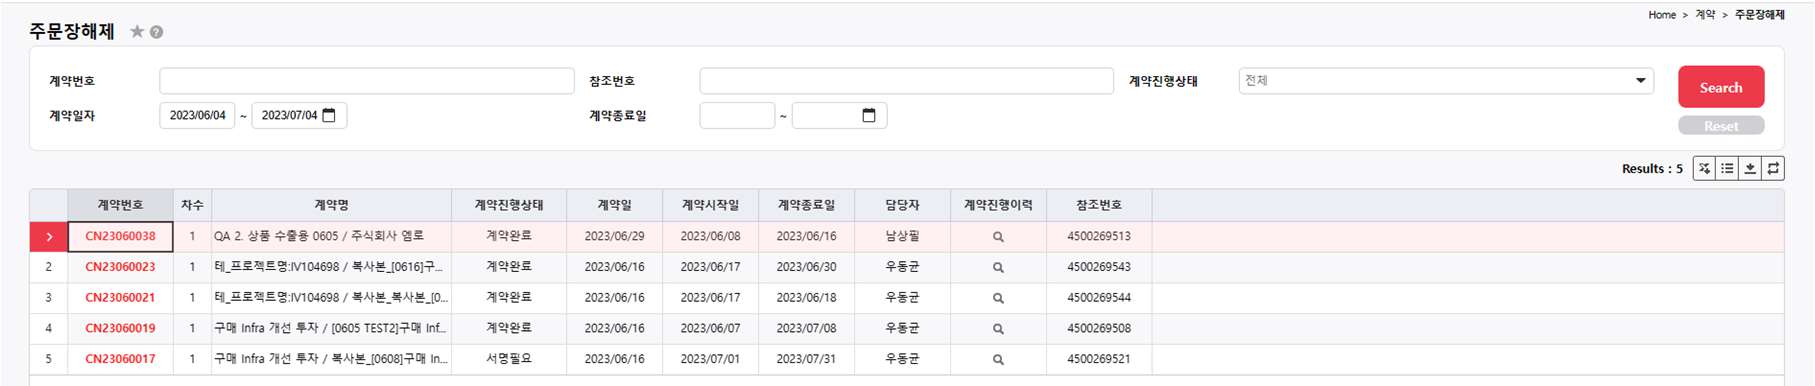 Home > 계약 > 주문장해제
주문장해제
계약번호 참조번호 계약진행상태 전체 Search
계약일자 2023/06/04 ~ 2023/07/04 계약종료일 ~ Reset
Results : 5
계약번호 차수 계약명 계약진행상태 계약일 계약시작일 계약종료일 담당자 계약진행이력 참조번호
CN23060038 1 QA 2. 상품 수출용 0605 / 주식회사 엠로 계약완료 2023/06/29 2023/06/08 2023/06/16 남상필 4500269513
2 CN23060023 1 테_프로젝트명:IV104698 / 복사본_[0616]구... 계약완료 2023/06/16 2023/06/17 2023/06/30 우동균 4500269543
3 CN23060021 1 테_프로젝트명:IV104698 / 복사본_복사본_[0... 계약완료 2023/06/16 2023/06/17 2023/06/18 우동균 4500269544
4 CN23060019 1 구매 Infra 개선 투자 / [0605 TEST2]구매 Inf... 계약완료 2023/06/16 2023/06/07 2023/07/08 우동균 4500269508
5 CN23060017 1 구매 Infra 개선 투자 / 복사본_[0608]구매 In... 서명필요 2023/06/16 2023/07/01 2023/07/31 우동균 4500269521